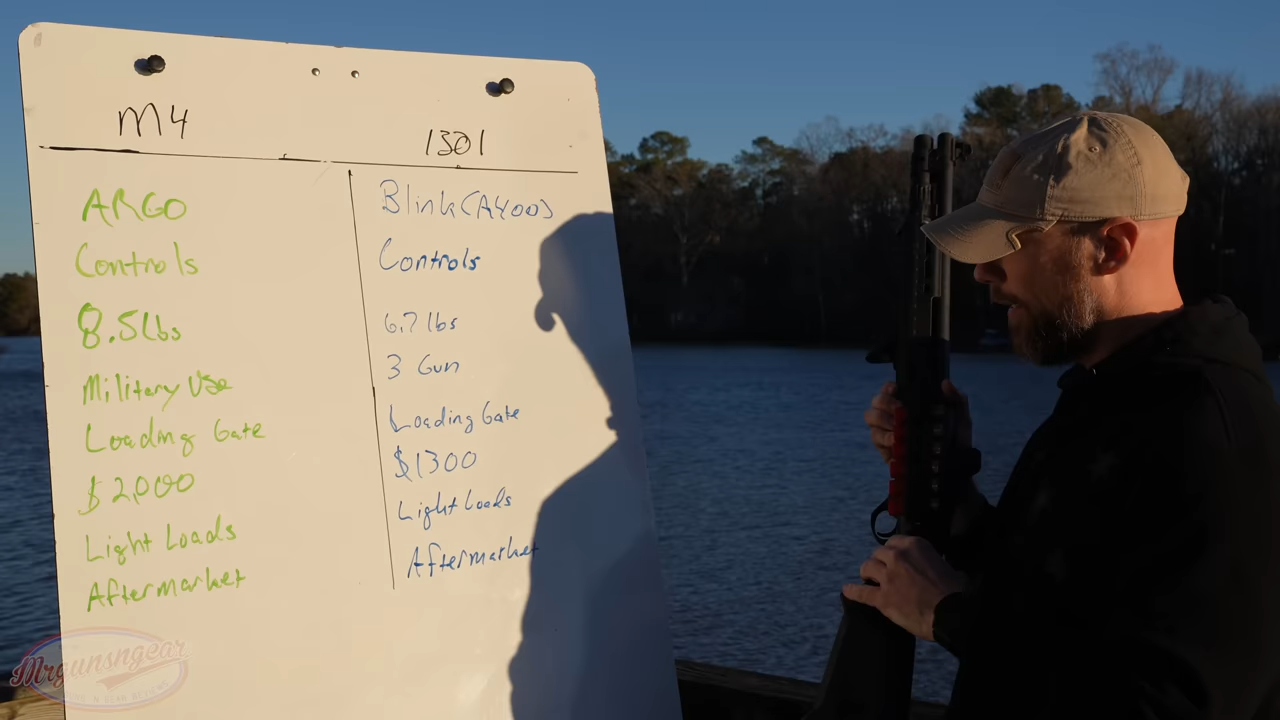 M4
1301
ARGO
Blink(A400)
Controls
Controls
8.5lbs
6.7 lbs
Military Use
3 Gun
Loading Gate
Loading Gate
$2,000
$1300
Light Loads
Light Loads
Aftermarket
Aftermarket
Mrgunsngear